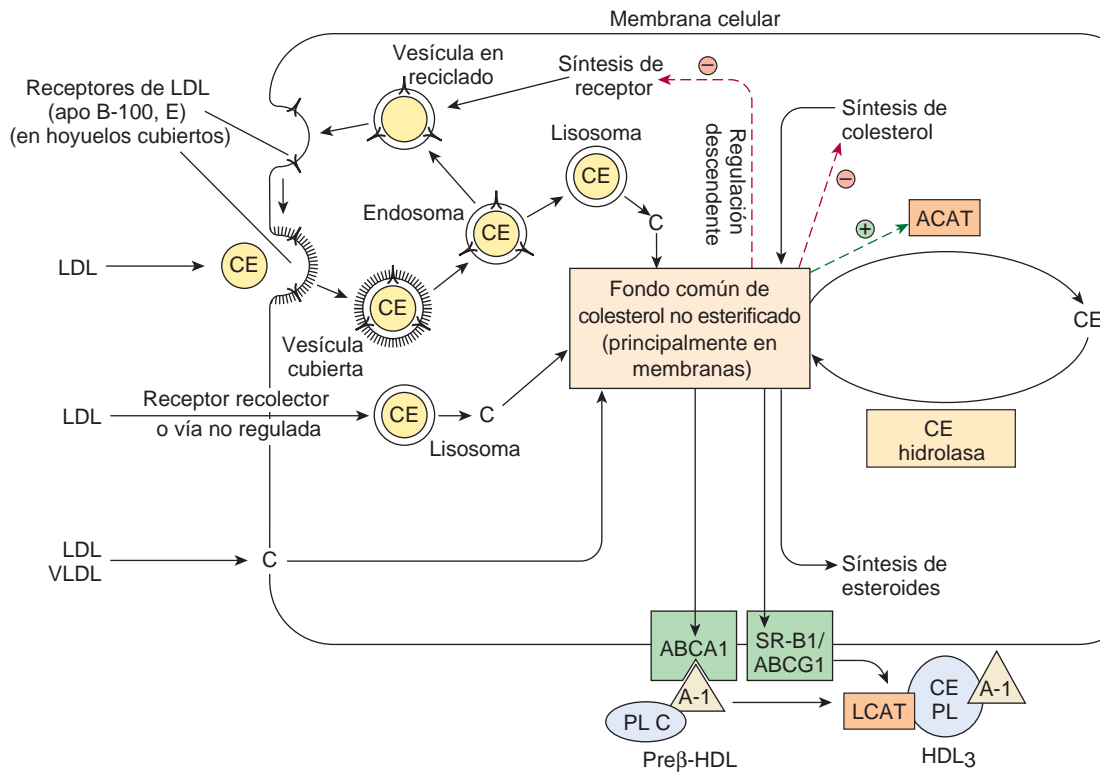 Membrana celular
Vesícula en
reciclado
Síntesis de
receptor
−
Receptores de LDL
(apo B-100, E)
(en hoyuelos cubiertos)
Síntesis de
colesterol
−
Regulación
descendente
Lisosoma
CE
C
Endosoma
CE
ACAT
+
LDL
CE
CE
Vesícula
cubierta
Fondo común de
colesterol no esterificado
(principalmente en
membranas)
CE
LDL
Receptor recolector
o vía no regulada
CE
C
Lisosoma
CE
hidrolasa
LDL
VLDL
C
Síntesis de
esteroides
ABCA1
SR-B1/
ABCG1
A-1
PL C
Preβ-HDL
LCAT
CE
PL
A-1
HDL3